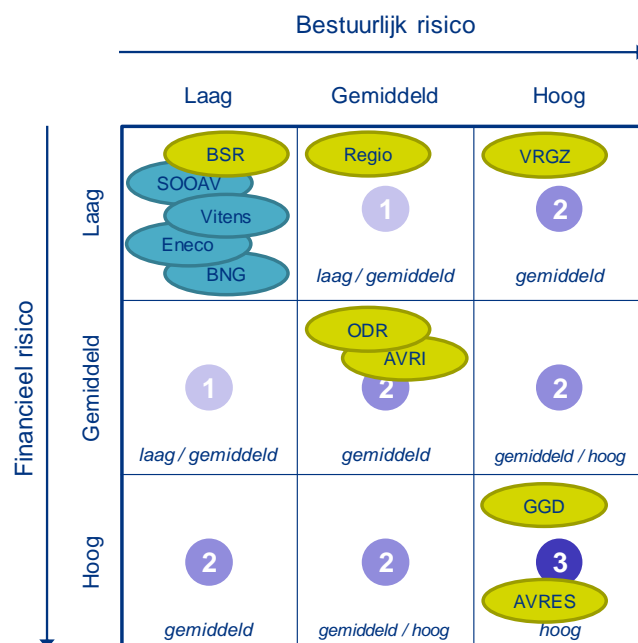 Bestuurlijk risico
Laag
Gemiddeld
Hoog
Financieel risico
Laag
BSR
SOOAV
Vitens
Eneco
BNG
Regio
1
laag / gemiddeld
VRGZ
2
gemiddeld
Gemiddeld
1
laag / gemiddeld
ODR
AVRI
2
gemiddeld
2
gemiddeld / hoog
Hoog
2
gemiddeld
2
gemiddeld / hoog
GGD
3
AVRES
hoog